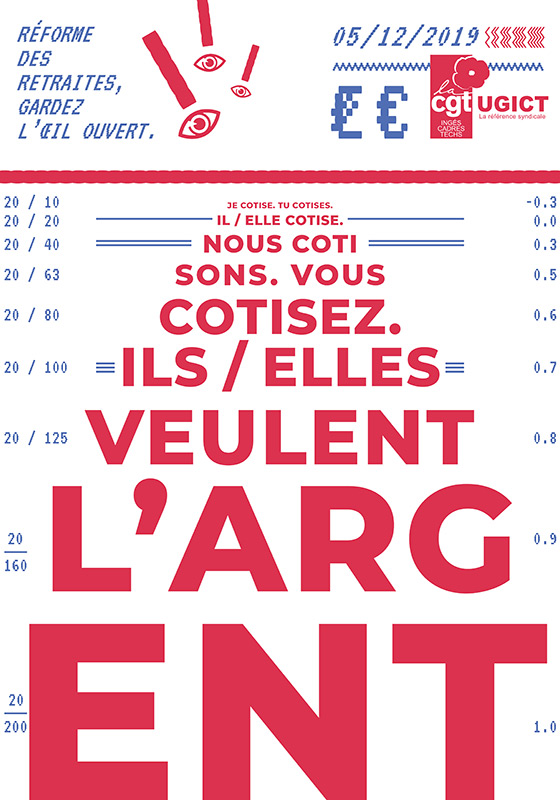 RÉFORME
DES
RETRAITES,
GARDEZ
L'ŒIL OUVERT.
05/12/2019
€ €
la
cgt UGICT
La référence syndicale
INGÉS
CADRES
TECHS
20 / 10 JE COTISE. TU COTISES. -0.3
20 / 20 IL / ELLE COTISE. 0.0
20 / 40 NOUS COTI 0.3
20 / 63 SONS. VOUS 0.5
20 / 80 COTISEZ. 0.6
20 / 100 ILS / ELLES 0.7
20 / 125 VEULENT 0.8
20
160 L'ARG 0.9
20
200 ENT 1.0